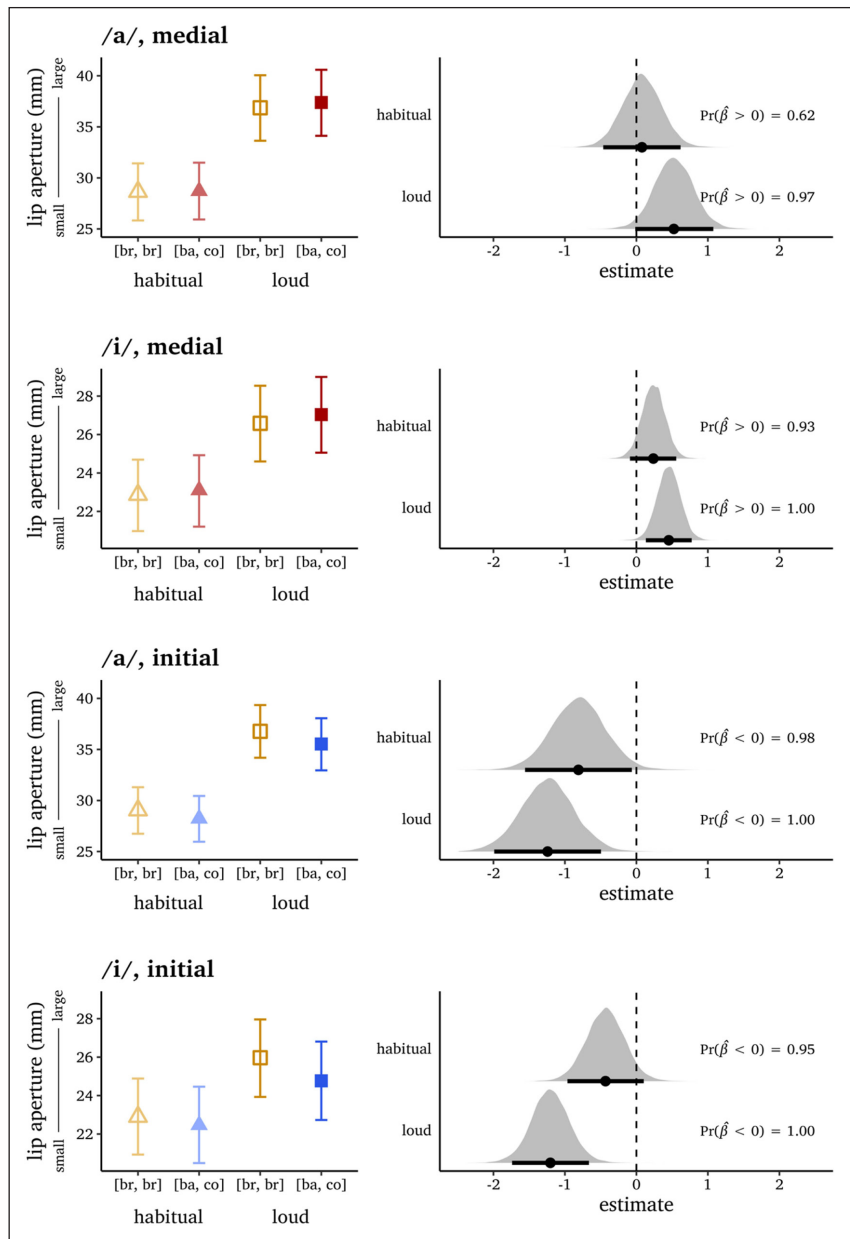 /a/, medial
lip aperture (mm)
small large
40
35
30
25
[br, br] [ba, co] [br, br] [ba, co]
habitual loud
habitual
Pr(β̂ > 0) = 0.62
loud
Pr(β̂ > 0) = 0.97
-2 -1 0 1 2
estimate
/i/, medial
lip aperture (mm)
small large
28
26
24
22
[br, br] [ba, co] [br, br] [ba, co]
habitual loud
habitual
Pr(β̂ > 0) = 0.93
loud
Pr(β̂ > 0) = 1.00
-2 -1 0 1 2
estimate
/a/, initial
lip aperture (mm)
small large
40
35
30
25
[br, br] [ba, co] [br, br] [ba, co]
habitual loud
habitual
Pr(β̂ < 0) = 0.98
loud
Pr(β̂ < 0) = 1.00
-2 -1 0 1 2
estimate
/i/, initial
lip aperture (mm)
small large
28
26
24
22
[br, br] [ba, co] [br, br] [ba, co]
habitual loud
habitual
Pr(β̂ < 0) = 0.95
loud
Pr(β̂ < 0) = 1.00
-2 -1 0 1 2
estimate